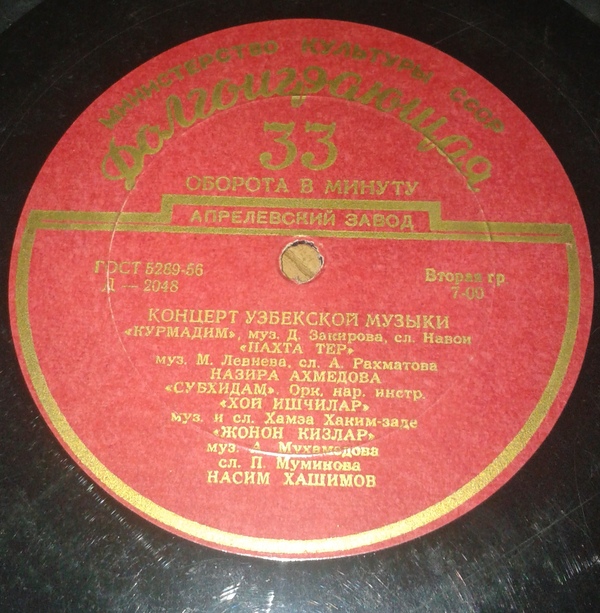 МИНИСТЕРСТВО КУЛЬТУРЫ СССР
Долгоиграющая
33
ОБОРОТА В МИНУТУ
АПРЕЛЕВСКИЙ ЗАВОД
ГОСТ 5289-56
Д — 2048
Вторая гр
7-00
КОНЦЕРТ УЗБЕКСКОЙ МУЗЫКИ
«КУРМАДИМ», муз. Д. Закирова, сл. Навои
«ПАХТА ТЕР»
муз. М. Левиева, сл. А. Рахматова
НАЗИРА АХМЕДОВА
«СУБХИДАМ». Орк. нар. инстр.
«ХОЙ ИШЧИЛАР»
муз. и сл. Хамза Хаким-заде
«ЖОНОН КИЗЛАР»
муз. А. Мухамедова
сл. П. Муминова
НАСИМ ХАШИМОВ